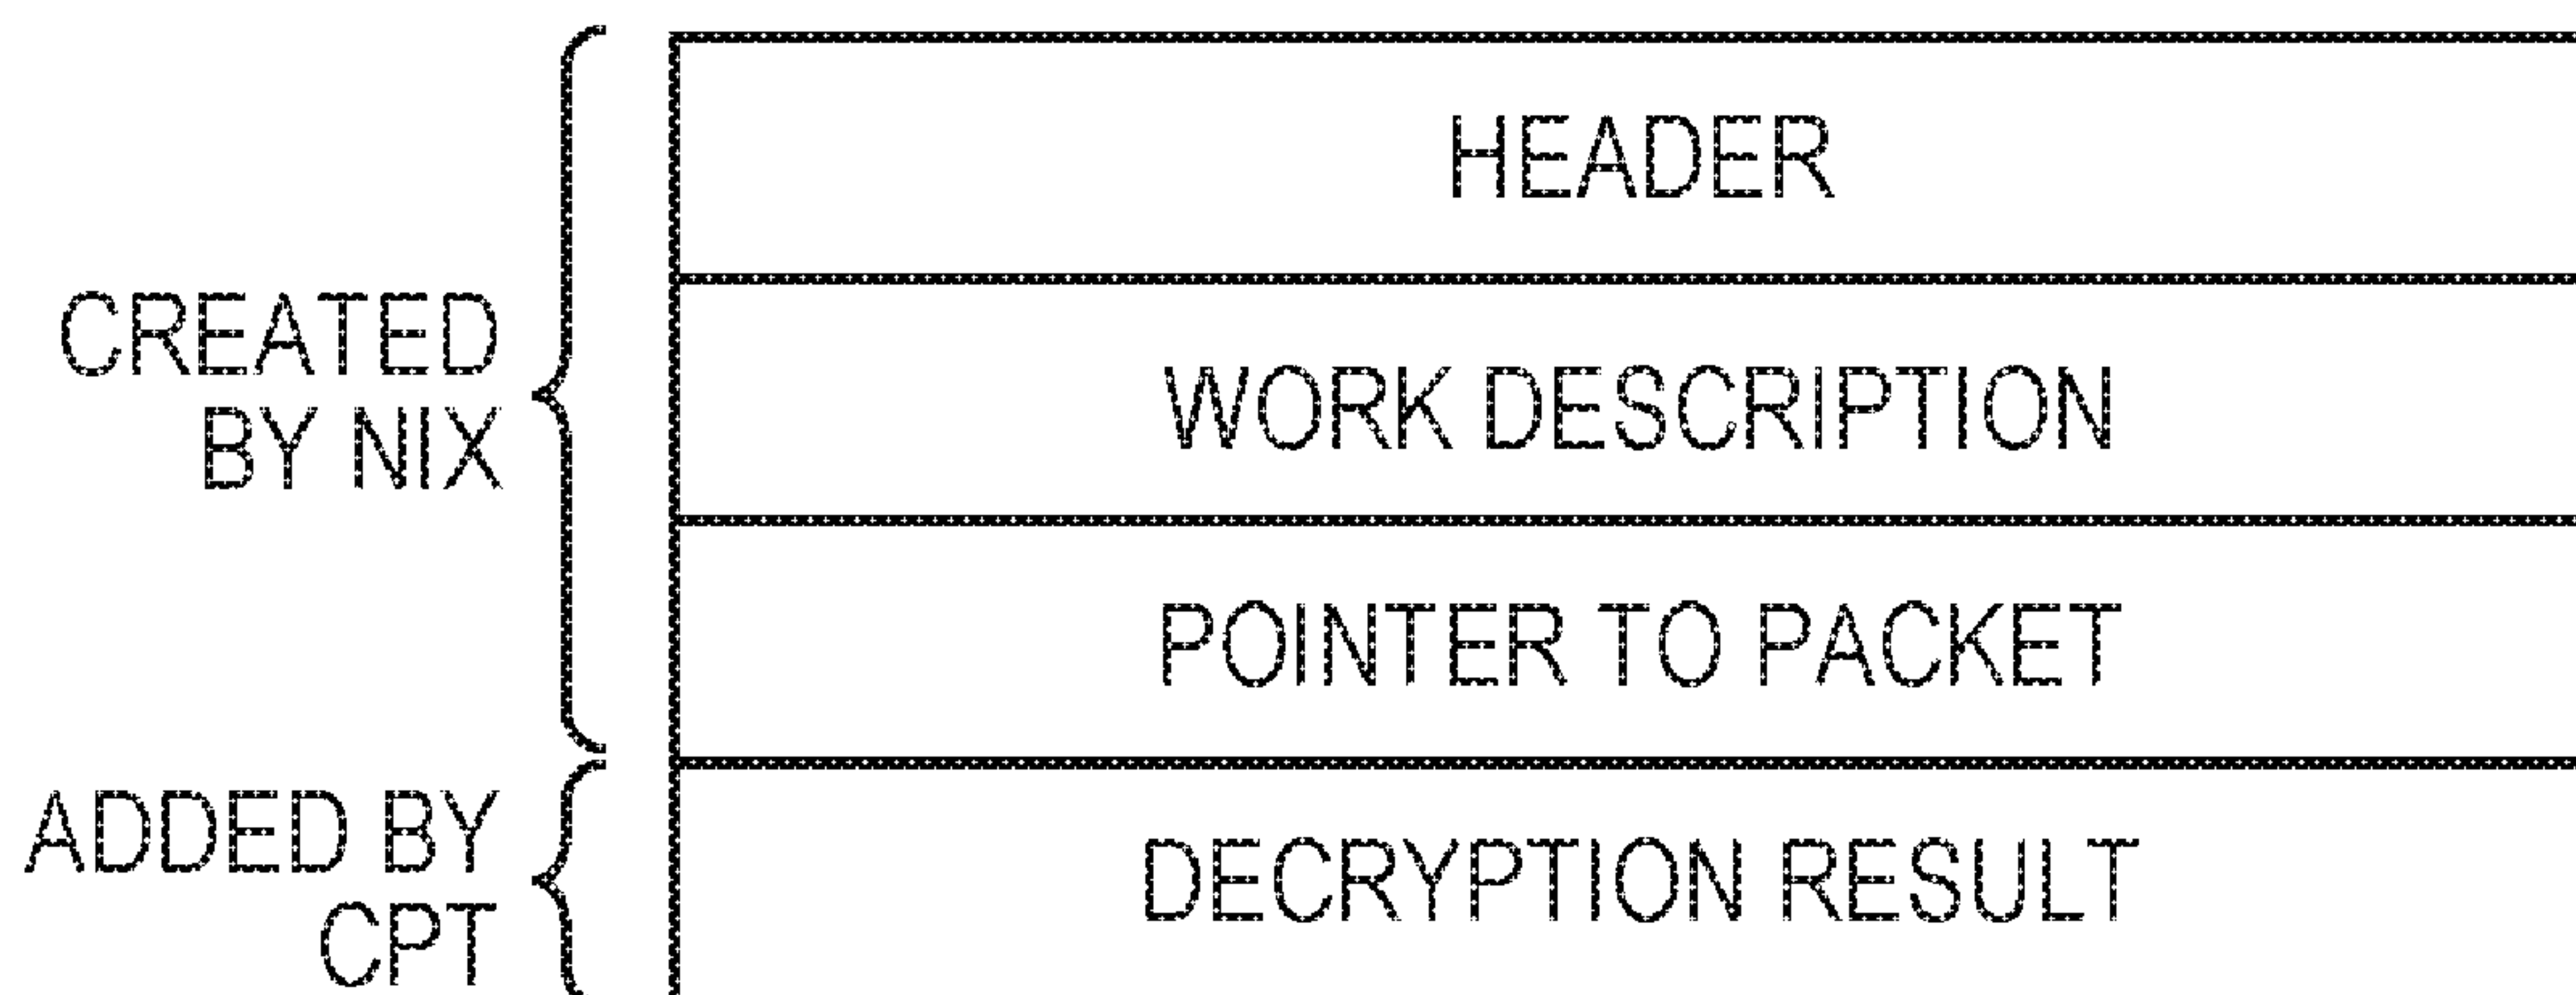 HEADER
CREATED
BY NIX
WORK DESCRIPTION
POINTER TO PACKET
ADDED BY
CPT
DECRYPTION RESULT